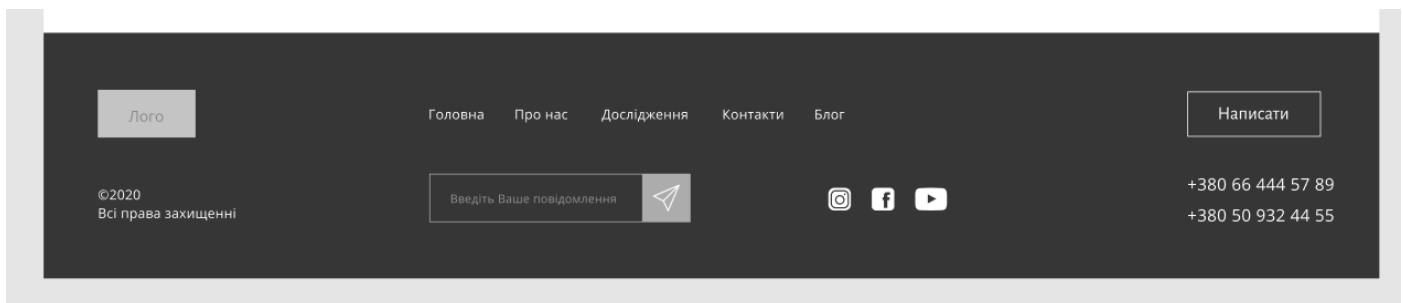 Лого
Головна Про нас Дослідження Контакти Блог
Написати
©2020
Всі права захищенні
Введіть Ваше повідомлення
+380 66 444 57 89
+380 50 932 44 55